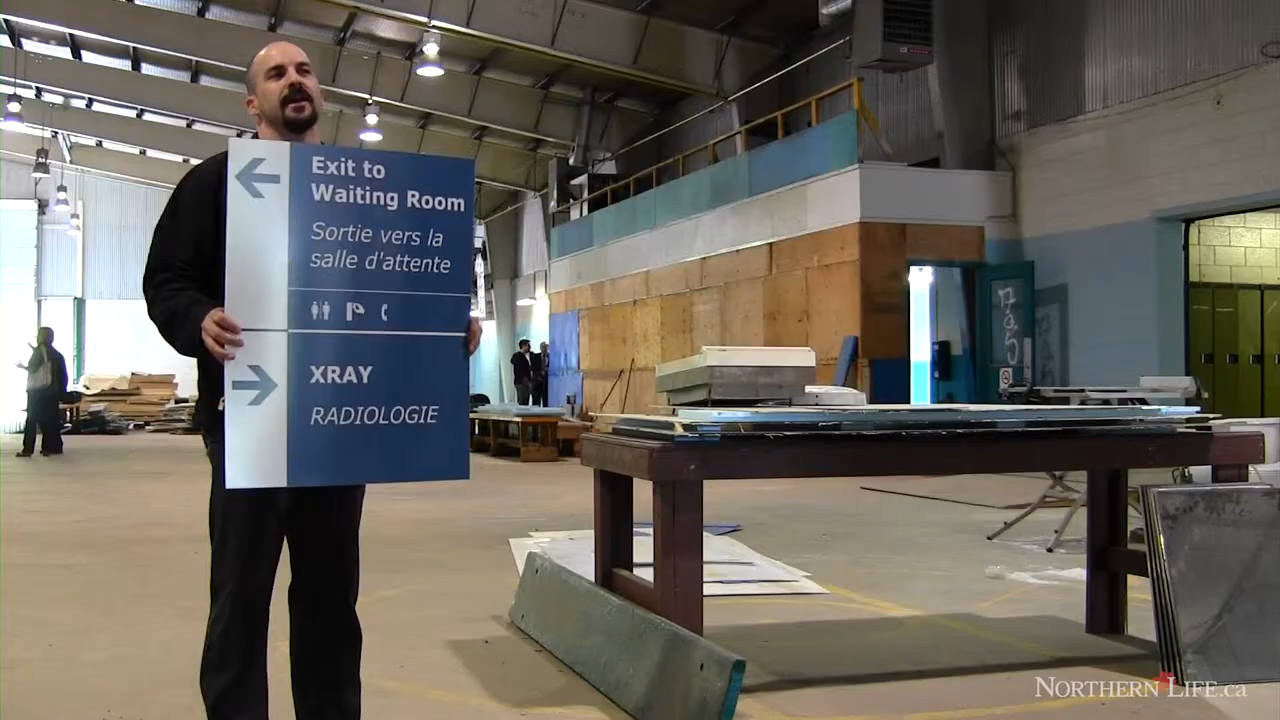 Exit to
Waiting Room
Sortie vers la
salle d'attente
XRAY
RADIOLOGIE
NORTHERN LIFE.ca